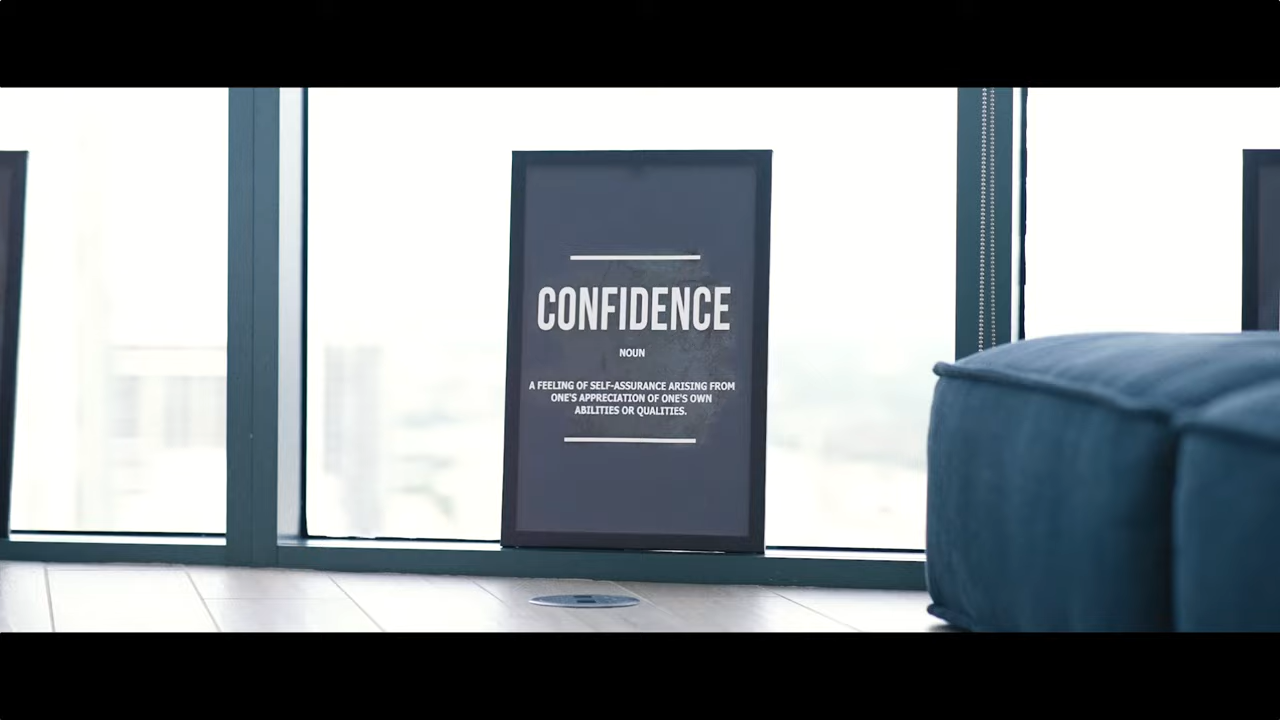 CONFIDENCE
NOUN
A FEELING OF SELF-ASSURANCE ARISING FROM
ONE'S APPRECIATION OF ONE'S OWN
ABILITIES OR QUALITIES.